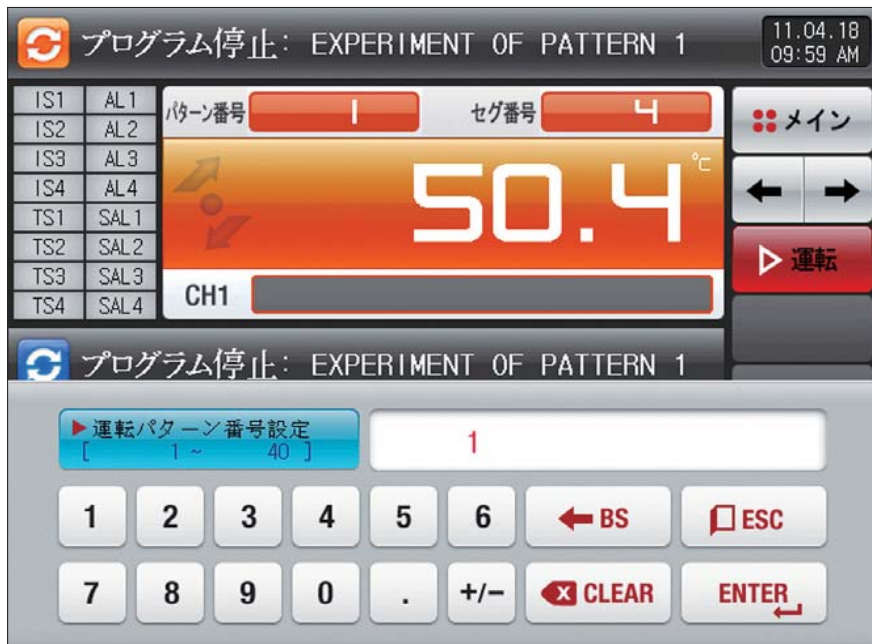 プログラム停止: EXPERIMENT OF PATTERN 1
11.04.18
09:59 AM
IS1 AL1
IS2 AL2
IS3 AL3
IS4 AL4
TS1 SAL1
TS2 SAL2
TS3 SAL3
TS4 SAL4
パターン番号 1 セグ番号 4
50.4 ℃
CH1
メイン
← →
運転
プログラム停止: EXPERIMENT OF PATTERN 1
▶運転パターン番号設定
[ 1 ~ 40 ]
1
1 2 3 4 5 6 BS ESC
7 8 9 0 . +/- CLEAR ENTER